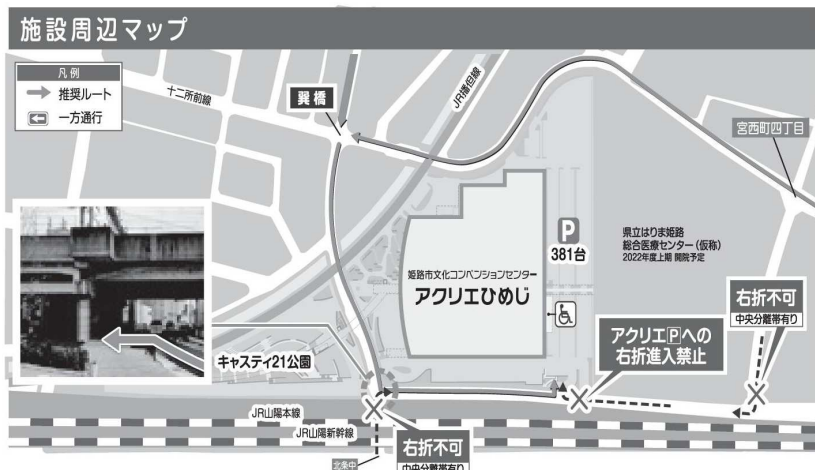 施設周辺マップ
凡例
推奨ルート
一方通行
十二所前線
巽橋
JR播但線
宮西町四丁目
P
381台
県立はりま姫路
総合医療センター(仮称)
2022年度上期 開院予定
姫路市文化コンベンションセンター
アクリエひめじ
右折不可
中央分離帯有り
アクリエPへの
右折進入禁止
キャスティ21公園
JR山陽本線
JR山陽新幹線
右折不可
中央分離帯有り
北条中